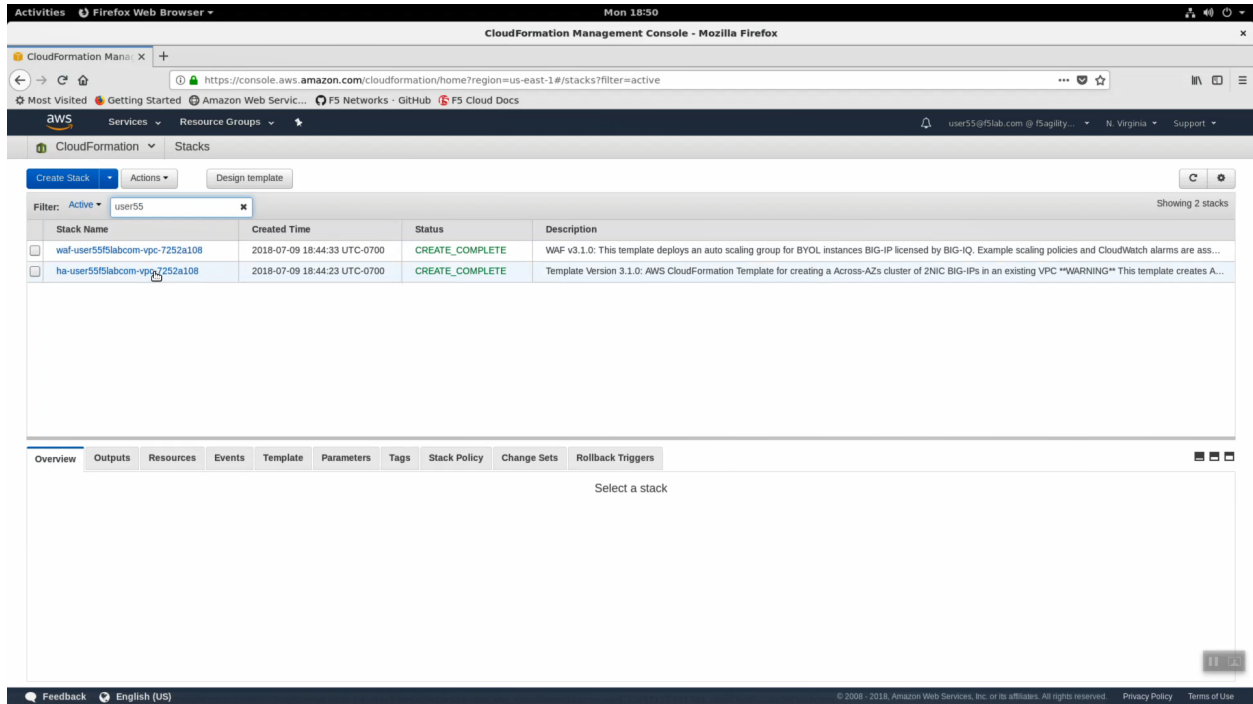 Activities Firefox Web Browser Mon 18:50
CloudFormation Management Console - Mozilla Firefox
CloudFormation Mana
https://console.aws.amazon.com/cloudformation/home?region=us-east-1#/stacks?filter=active
Most Visited Getting Started Amazon Web Servic... F5 Networks · GitHub F5 Cloud Docs
aws Services Resource Groups user55@f5lab.com @ f5agility... N. Virginia Support
CloudFormation Stacks
Create Stack Actions Design template
Filter: Active user55 Showing 2 stacks
Stack Name Created Time Status Description
waf-user55f5labcom-vpc-7252a108 2018-07-09 18:44:33 UTC-0700 CREATE_COMPLETE WAF v3.1.0: This template deploys an auto scaling group for BYOL instances BIG-IP licensed by BIG-IQ. Example scaling policies and CloudWatch alarms are ass...
ha-user55f5labcom-vpc-7252a108 2018-07-09 18:44:23 UTC-0700 CREATE_COMPLETE Template Version 3.1.0: AWS CloudFormation Template for creating a Across-AZs cluster of 2NIC BIG-IPs in an existing VPC **WARNING** This template creates A...
Overview Outputs Resources Events Template Parameters Tags Stack Policy Change Sets Rollback Triggers
Select a stack
Feedback English (US) © 2008 - 2018, Amazon Web Services, Inc. or its affiliates. All rights reserved. Privacy Policy Terms of Use